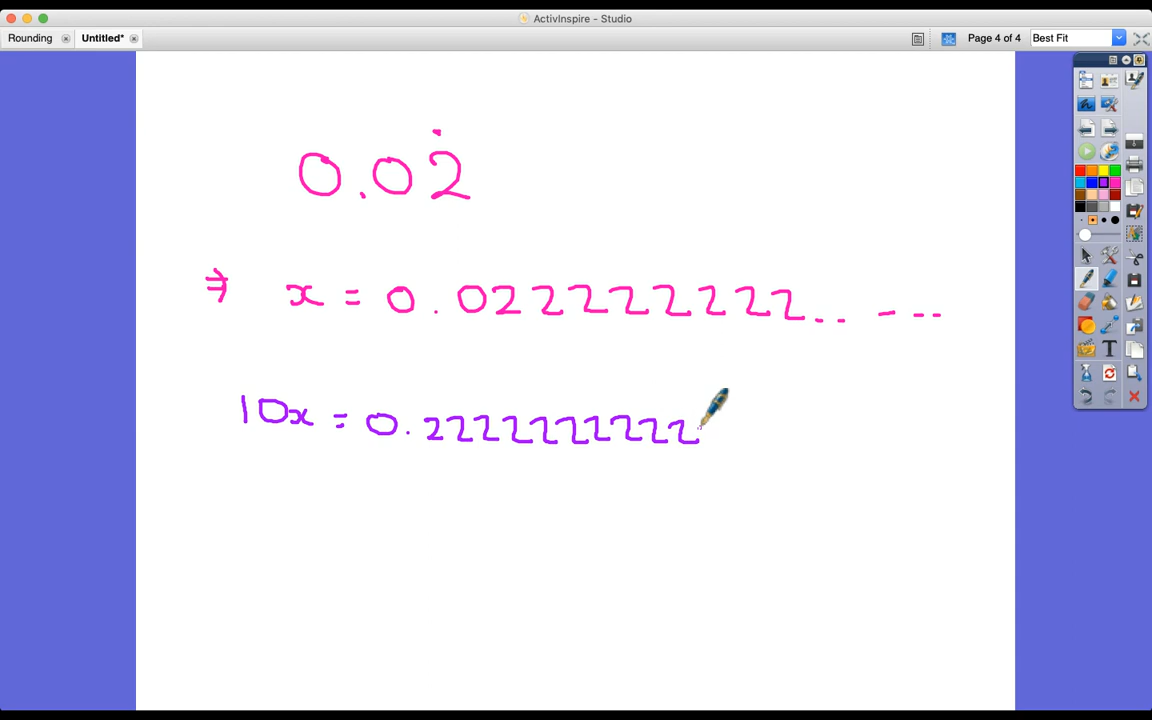 ActivInspire - Studio
Rounding Untitled* Page 4 of 4 Best Fit
0.02̇
⇒ x = 0.022222222.. - --
10x = 0.2222222222